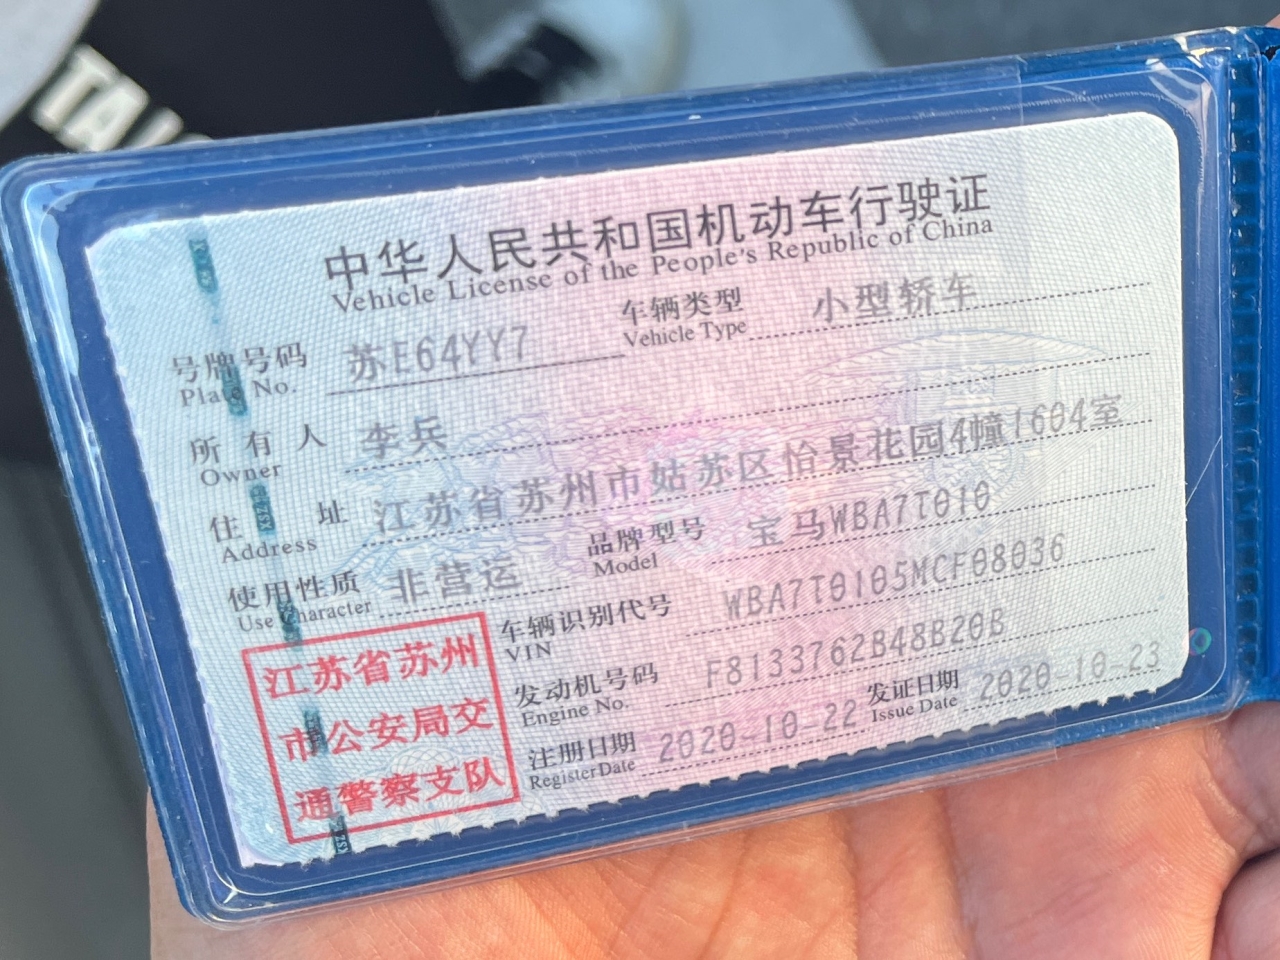 中华人民共和国机动车行驶证
Vehicle License of the People's Republic of China
号牌号码 苏E64YY7 车辆类型 小型轿车
Plate No. Vehicle Type
所有人 李兵
Owner
住址 江苏省苏州市姑苏区怡景花园4幢1604室
Address
使用性质 非营运 品牌型号 宝马WBA7T010
Use Character Model
车辆识别代号 WBA7T0105MCF08036
VIN
发动机号码 F8133762B48B20B
Engine No.
注册日期 2020-10-22 发证日期 2020-10-23
Register Date Issue Date
江苏省苏州
市公安局交
通警察支队